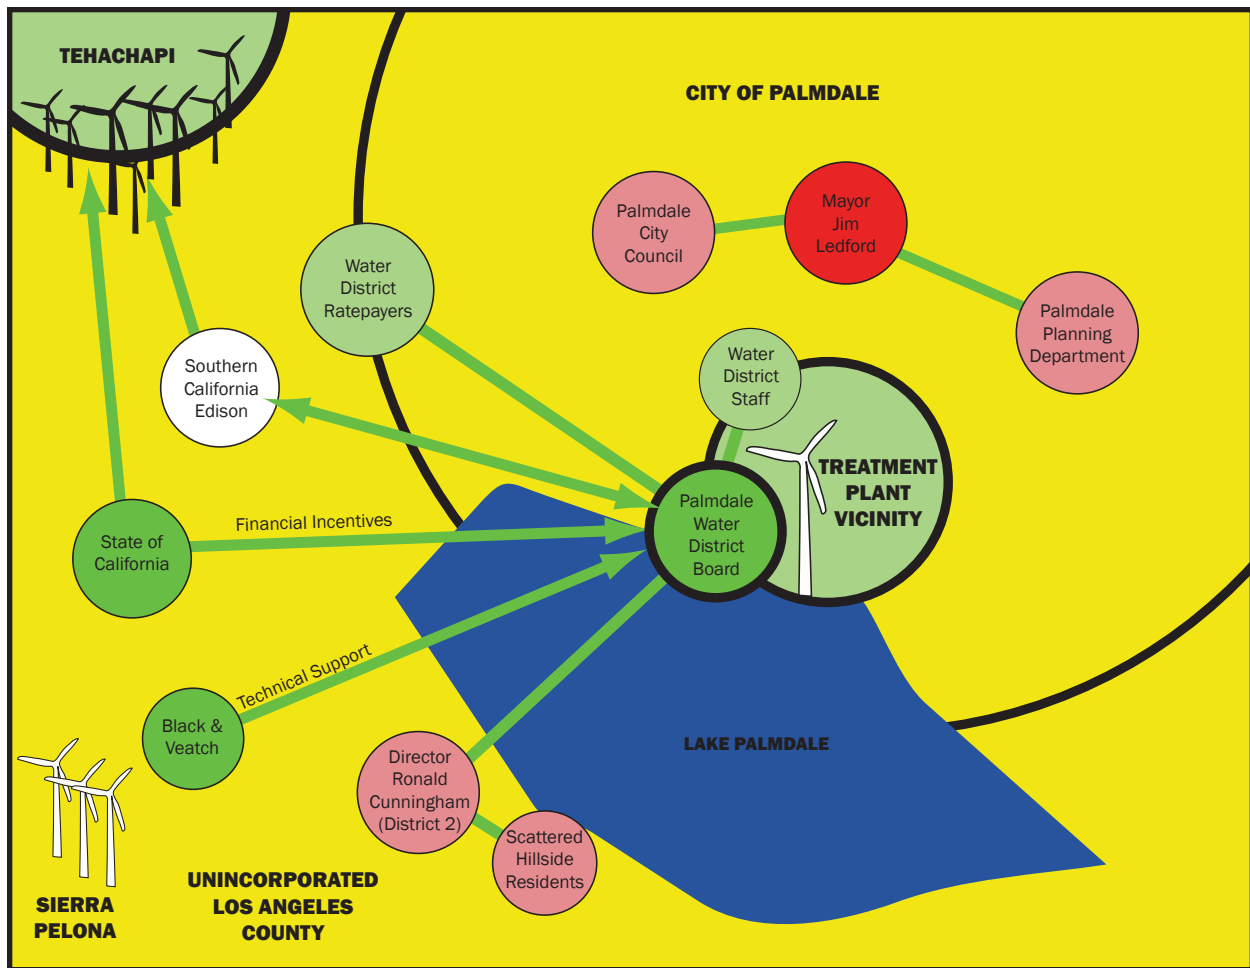 TEHACHAPI
CITY OF PALMDALE
Palmdale
City
Council
Mayor
Jim
Ledford
Palmdale
Planning
Department
Water
District
Ratepayers
Southern
California
Edison
Water
District
Staff
TREATMENT
PLANT
VICINITY
Palmdale
Water
District
Board
State of
California
Financial Incentives
Technical Support
Black &
Veatch
Director
Ronald
Cunningham
(District 2)
Scattered
Hillside
Residents
LAKE PALMDALE
SIERRA
PELONA
UNINCORPORATED
LOS ANGELES
COUNTY